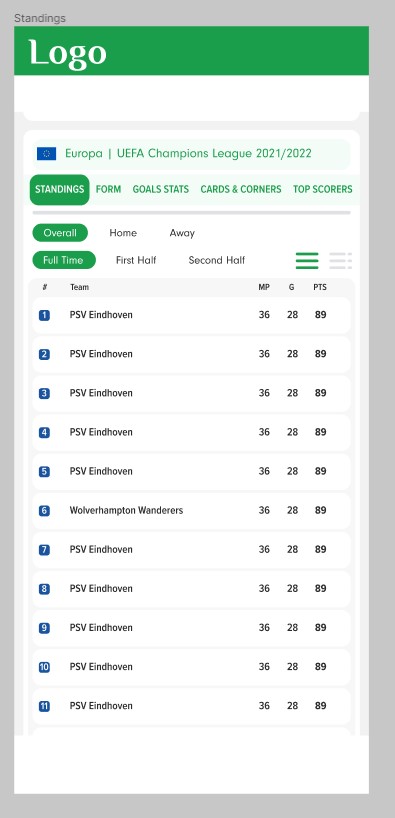 Standings
Logo
Europa | UEFA Champions League 2021/2022
STANDINGS FORM GOALS STATS CARDS & CORNERS TOP SCORERS
Overall Home Away
Full Time First Half Second Half
# Team MP G PTS
1 PSV Eindhoven 36 28 89
2 PSV Eindhoven 36 28 89
3 PSV Eindhoven 36 28 89
4 PSV Eindhoven 36 28 89
5 PSV Eindhoven 36 28 89
6 Wolverhampton Wanderers 36 28 89
7 PSV Eindhoven 36 28 89
8 PSV Eindhoven 36 28 89
9 PSV Eindhoven 36 28 89
10 PSV Eindhoven 36 28 89
11 PSV Eindhoven 36 28 89